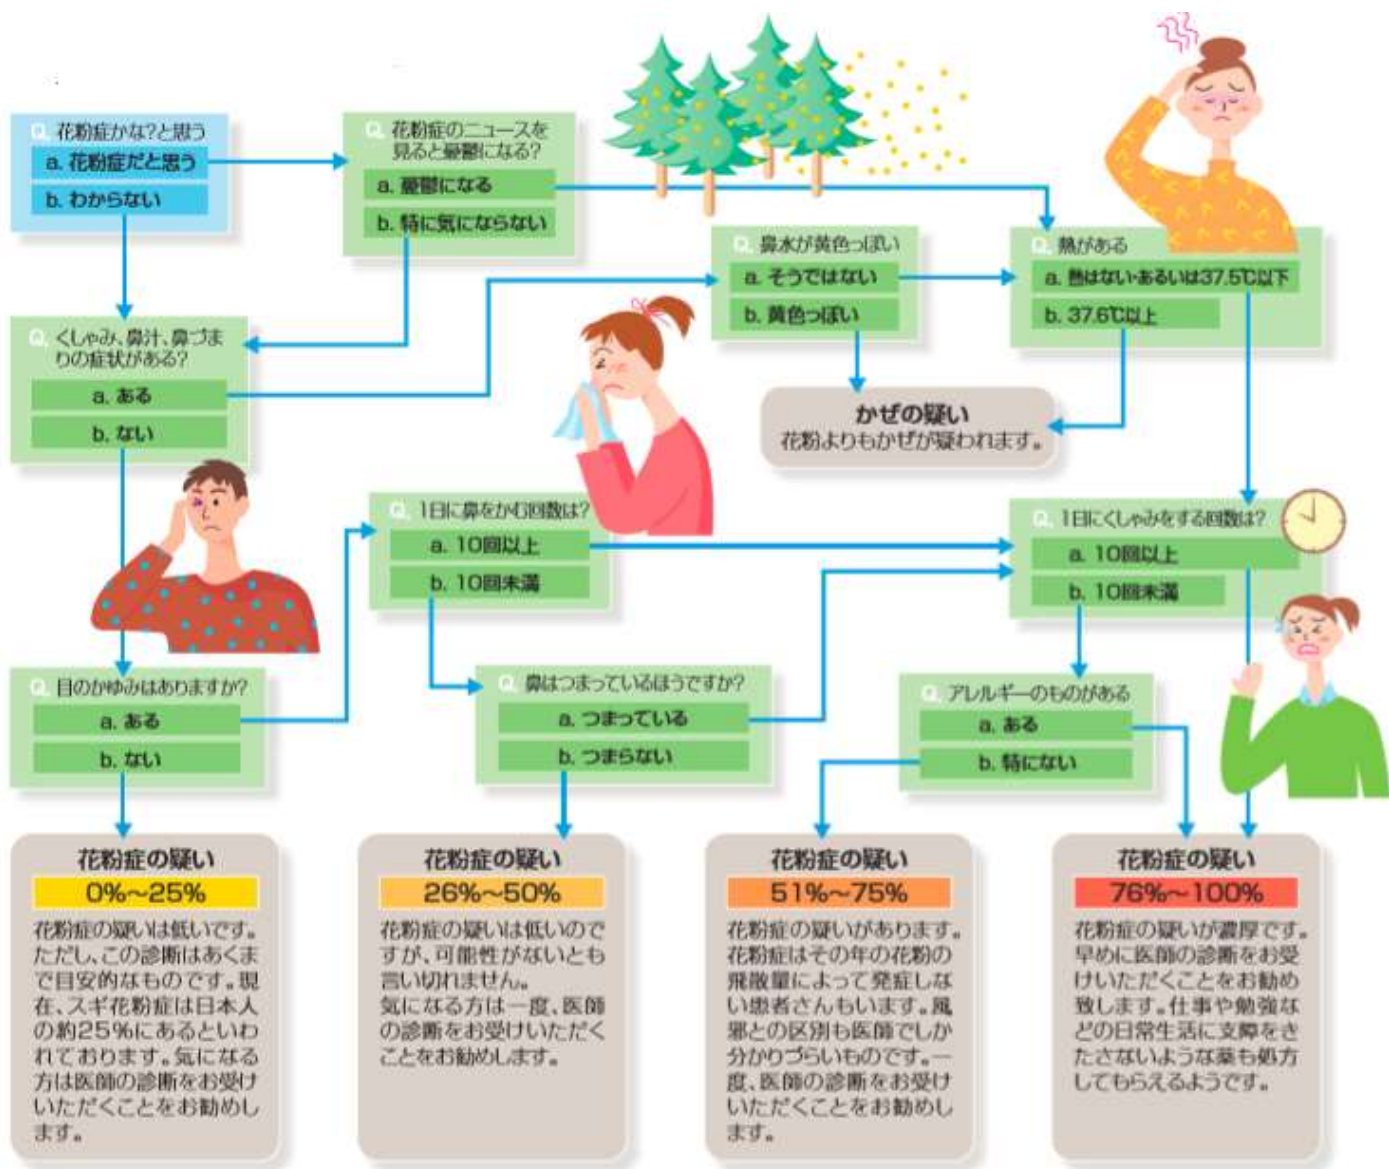 Q. 花粉症かな?と思う
a. 花粉症だと思う
b. わからない
Q. 花粉症のニュースを
見ると憂鬱になる?
a. 憂鬱になる
b. 特に気にならない
Q. 鼻水が黄色っぽい
a. そうではない
b. 黄色っぽい
Q. 熱がある
a. 熱はない・あるいは37.5℃以下
b. 37.6℃以上
Q. くしゃみ、鼻汁、鼻づま
りの症状がある?
a. ある
b. ない
かぜの疑い
花粉よりもかぜが疑われます。
Q. 1日に鼻をかむ回数は?
a. 10回以上
b. 10回未満
Q. 1日にくしゃみをする回数は?
a. 10回以上
b. 10回未満
Q. 目のかゆみはありますか?
a. ある
b. ない
Q. 鼻はつまっているほうですか?
a. つまっている
b. つまらない
Q. アレルギーのものがある
a. ある
b. 特にない
花粉症の疑い
0%〜25%
花粉症の疑いは低いです。
ただし、この診断はあくま
で目安的なものです。現
在、スギ花粉症は日本人
の約25%にあるといわ
れております。気になる
方は医師の診断をお受け
いただくことをお勧めし
ます。
花粉症の疑い
26%〜50%
花粉症の疑いは低いので
すが、可能性がないとも
言い切れません。
気になる方は一度、医師
の診断をお受けいただく
ことをお勧めします。
花粉症の疑い
51%〜75%
花粉症の疑いがあります。
花粉症はその年の花粉の
飛散量によって発症しな
い患者さんもいます。風
邪との区別も医師でしか
分かりづらいものです。一
度、医師の診断をお受け
いただくことをお勧めし
ます。
花粉症の疑い
76%〜100%
花粉症の疑いが濃厚です。
早めに医師の診断をお受
けいただくことをお勧め
致します。仕事や勉強な
どの日常生活に支障をき
たさないような薬も処方
してもらえるようです。